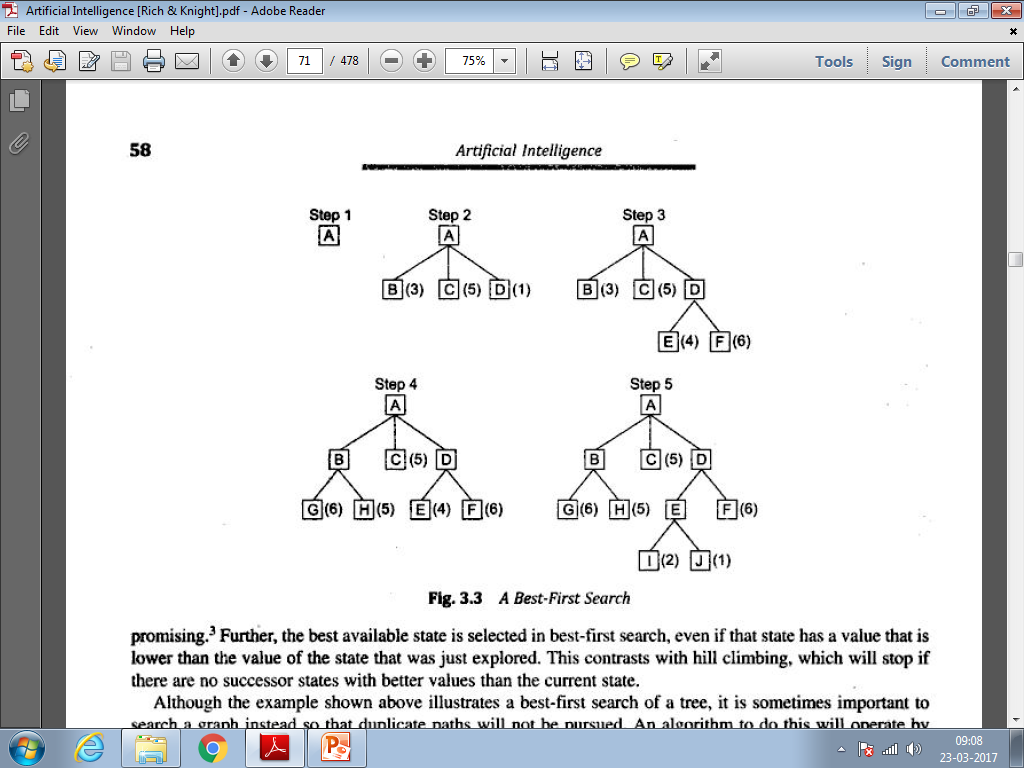 Artificial Intelligence [Rich & Knight].pdf - Adobe Reader
File Edit View Window Help
71 / 478 75% Tools Sign Comment
58 Artificial Intelligence
Step 1 Step 2 Step 3
A A A
B (3) C (5) D (1) B (3) C (5) D
E (4) F (6)
Step 4 Step 5
A A
B C (5) D B C (5) D
G (6) H (5) E (4) F (6) G (6) H (5) E F (6)
I (2) J (1)
Fig. 3.3 A Best-First Search
promising.3 Further, the best available state is selected in best-first search, even if that state has a value that is
lower than the value of the state that was just explored. This contrasts with hill climbing, which will stop if
there are no successor states with better values than the current state.
Although the example shown above illustrates a best-first search of a tree, it is sometimes important to
search a graph instead so that duplicate paths will not be pursued. An algorithm to do this will operate by
09:08
23-03-2017